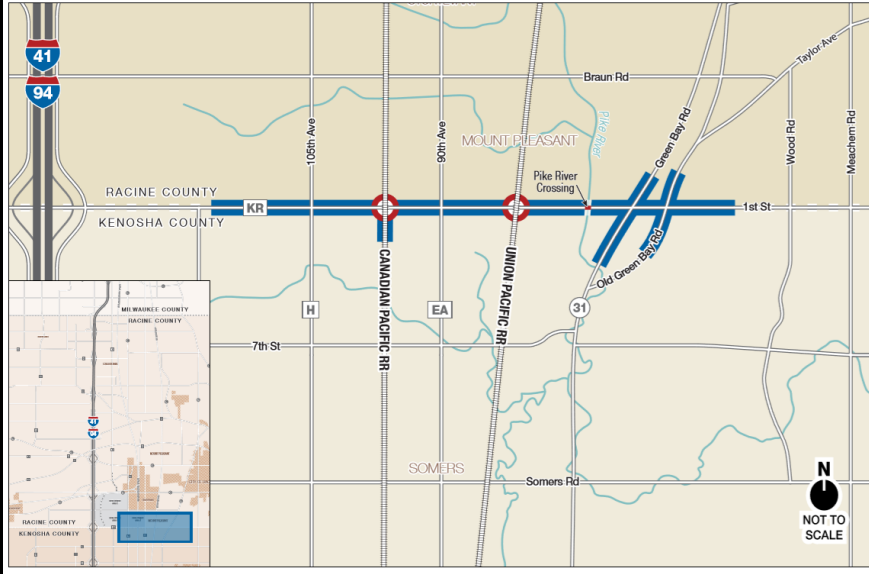 41
94
Braun Rd
Taylor Ave
105th Ave
90th Ave
MOUNT PLEASANT
Pike River
Green Bay Rd
Wood Rd
Meachem Rd
Pike River
Crossing
RACINE COUNTY
KENOSHA COUNTY
KR
1st St
CANADIAN PACIFIC RR
UNION PACIFIC RR
Old Green Bay Rd
H
EA
31
7th St
SOMERS
Somers Rd
N
NOT TO
SCALE
MILWAUKEE COUNTY
RACINE COUNTY
41
94
RACINE COUNTY
KENOSHA COUNTY